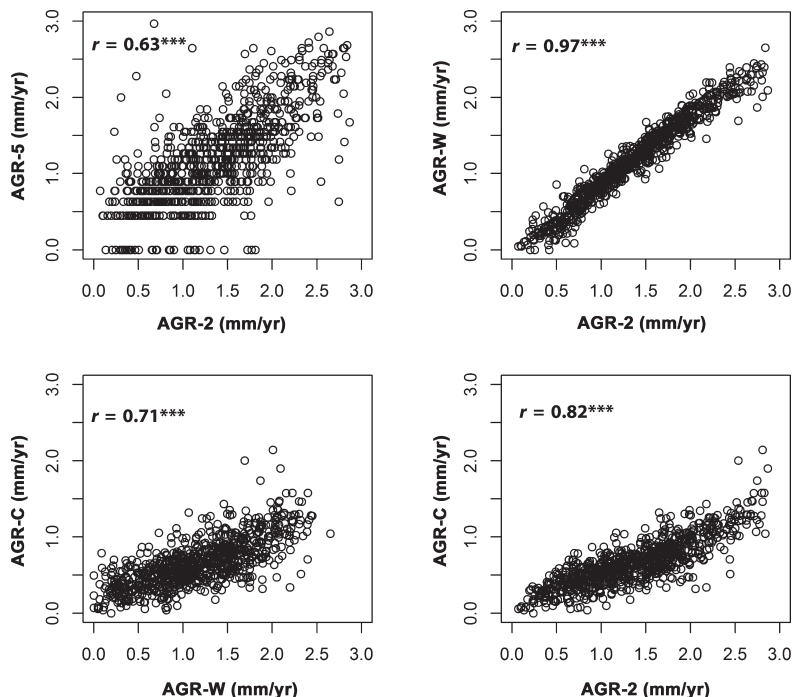 r = 0.63***
AGR-5 (mm/yr)
3.0
2.0
1.0
0.0
0.0 0.5 1.0 1.5 2.0 2.5 3.0
AGR-2 (mm/yr)
r = 0.97***
AGR-W (mm/yr)
3.0
2.0
1.0
0.0
0.0 0.5 1.0 1.5 2.0 2.5 3.0
AGR-2 (mm/yr)
r = 0.71***
AGR-C (mm/yr)
3.0
2.0
1.0
0.0
0.0 0.5 1.0 1.5 2.0 2.5 3.0
AGR-W (mm/yr)
r = 0.82***
AGR-C (mm/yr)
3.0
2.0
1.0
0.0
0.0 0.5 1.0 1.5 2.0 2.5 3.0
AGR-2 (mm/yr)